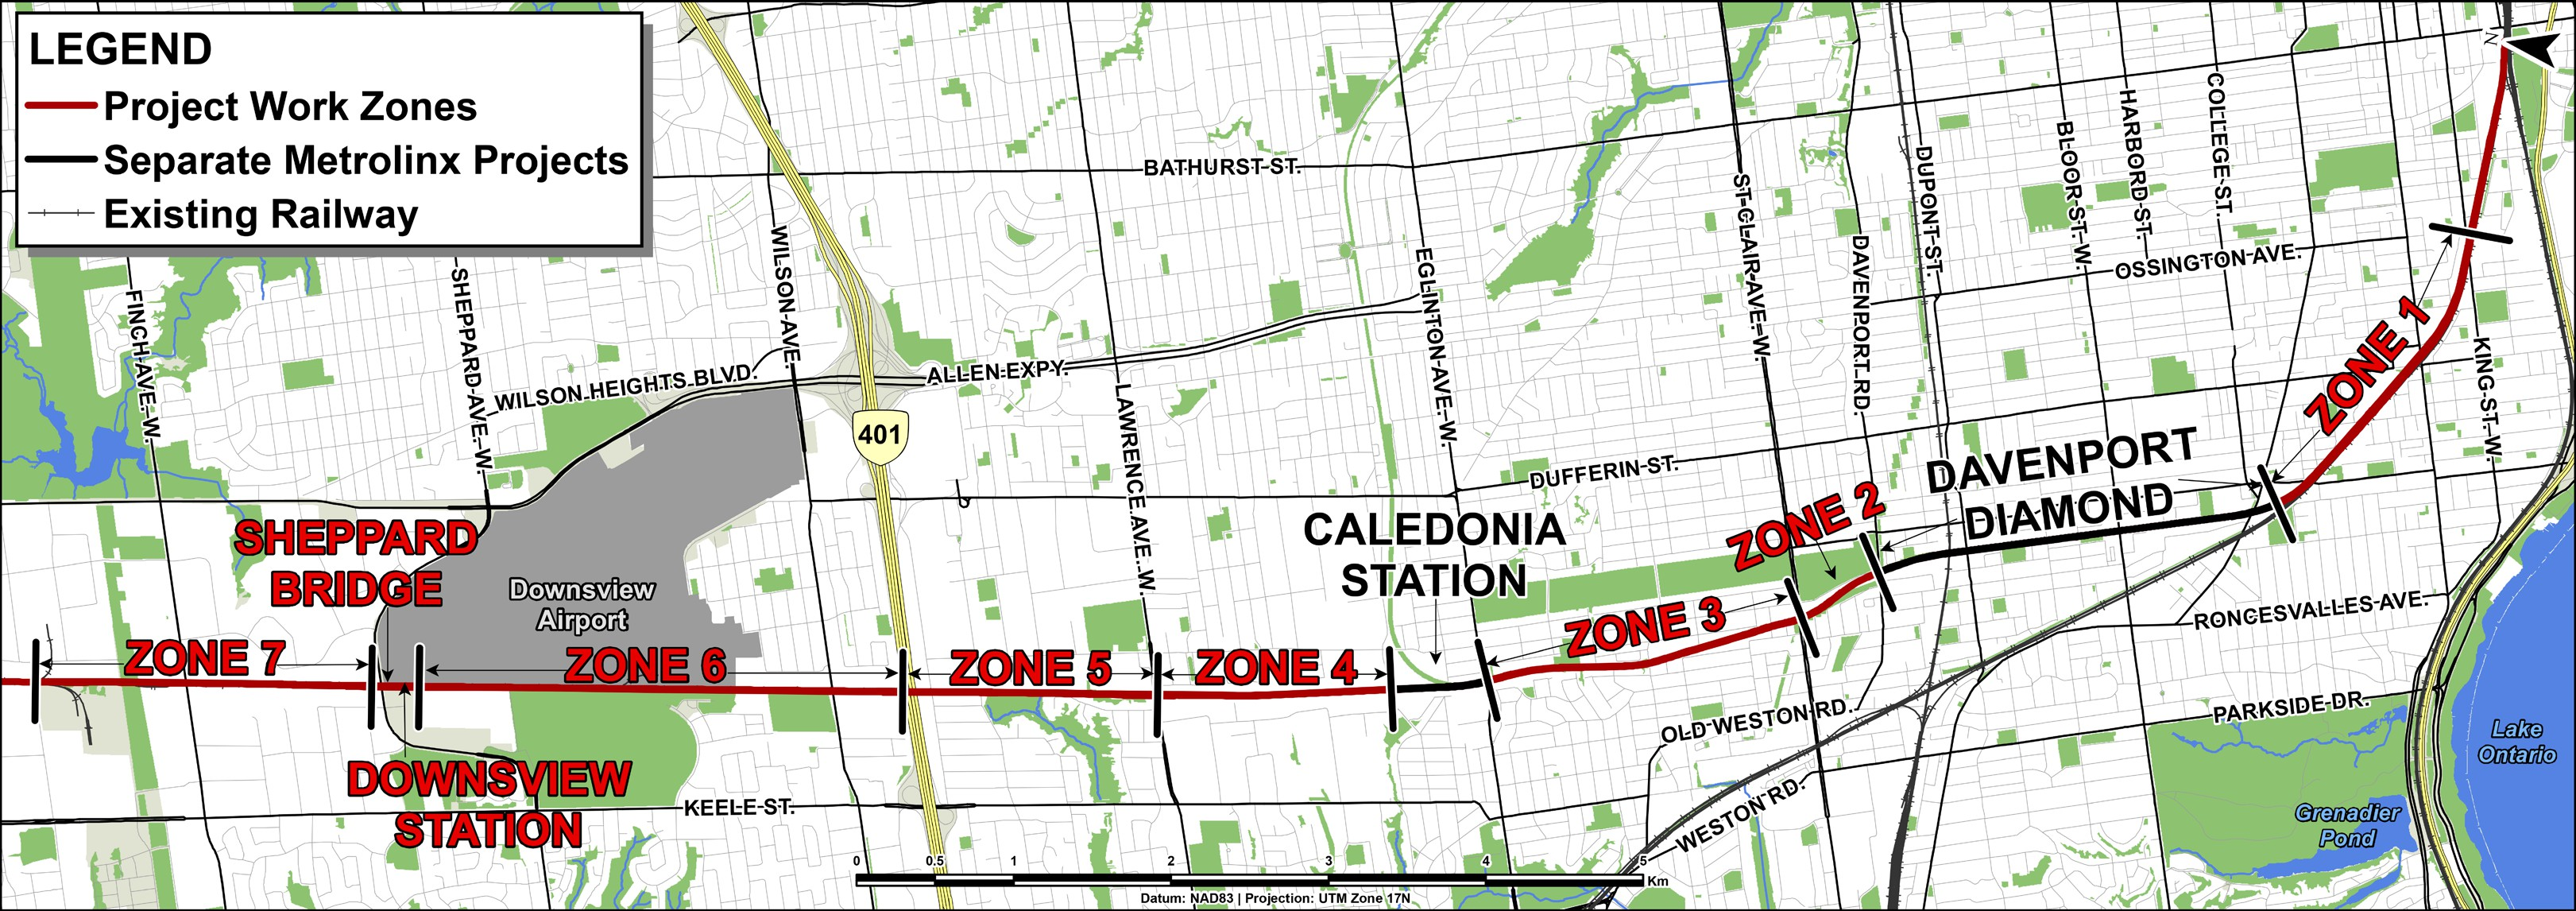 LEGEND
Project Work Zones
Separate Metrolinx Projects
Existing Railway
N
FINCH AVE. W.
SHEPPARD AVE. W.
WILSON AVE.
WILSON HEIGHTS BLVD.
ALLEN EXPY.
BATHURST ST.
401
LAWRENCE AVE. W.
EGLINTON AVE. W.
ST. CLAIR AVE. W.
DAVENPORT RD.
DUPONT ST.
BLOOR ST. W.
HARBORD ST.
COLLEGE ST.
OSSINGTON AVE.
KING ST. W.
DUFFERIN ST.
ZONE 1
DAVENPORT
DIAMOND
ZONE 2
ZONE 3
CALEDONIA
STATION
ZONE 4
ZONE 5
ZONE 6
ZONE 7
SHEPPARD
BRIDGE
Downsview
Airport
DOWNSVIEW
STATION
KEELE ST.
OLD WESTON RD.
WESTON RD.
RONCESVALLES AVE.
PARKSIDE DR.
Lake
Ontario
Grenadier
Pond
0 0.5 1 2 3 4 5
Km
Datum: NAD83 | Projection: UTM Zone 17N